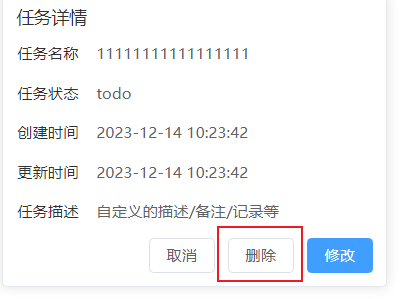 任务详情
任务名称 11111111111111111
任务状态 todo
创建时间 2023-12-14 10:23:42
更新时间 2023-12-14 10:23:42
任务描述 自定义的描述/备注/记录等
取消 删除 修改